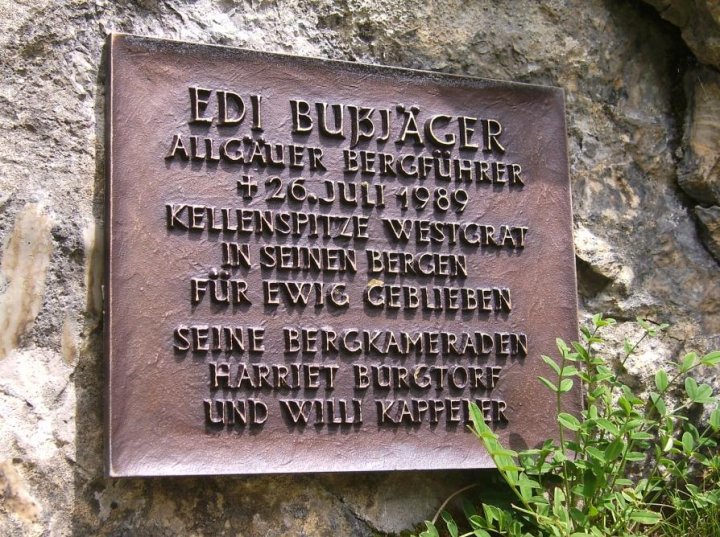 EDI BUẞJÄGER
ALLGÄUER BERGFÜHRER
+ 26. JULI 1989
KELLENSPITZE WESTGRAT
IN SEINEN BERGEN
FÜR EWIG GEBLIEBEN
SEINE BERGKAMERADEN
HARRIET BURGTORF
UND WILLI KAPPELER